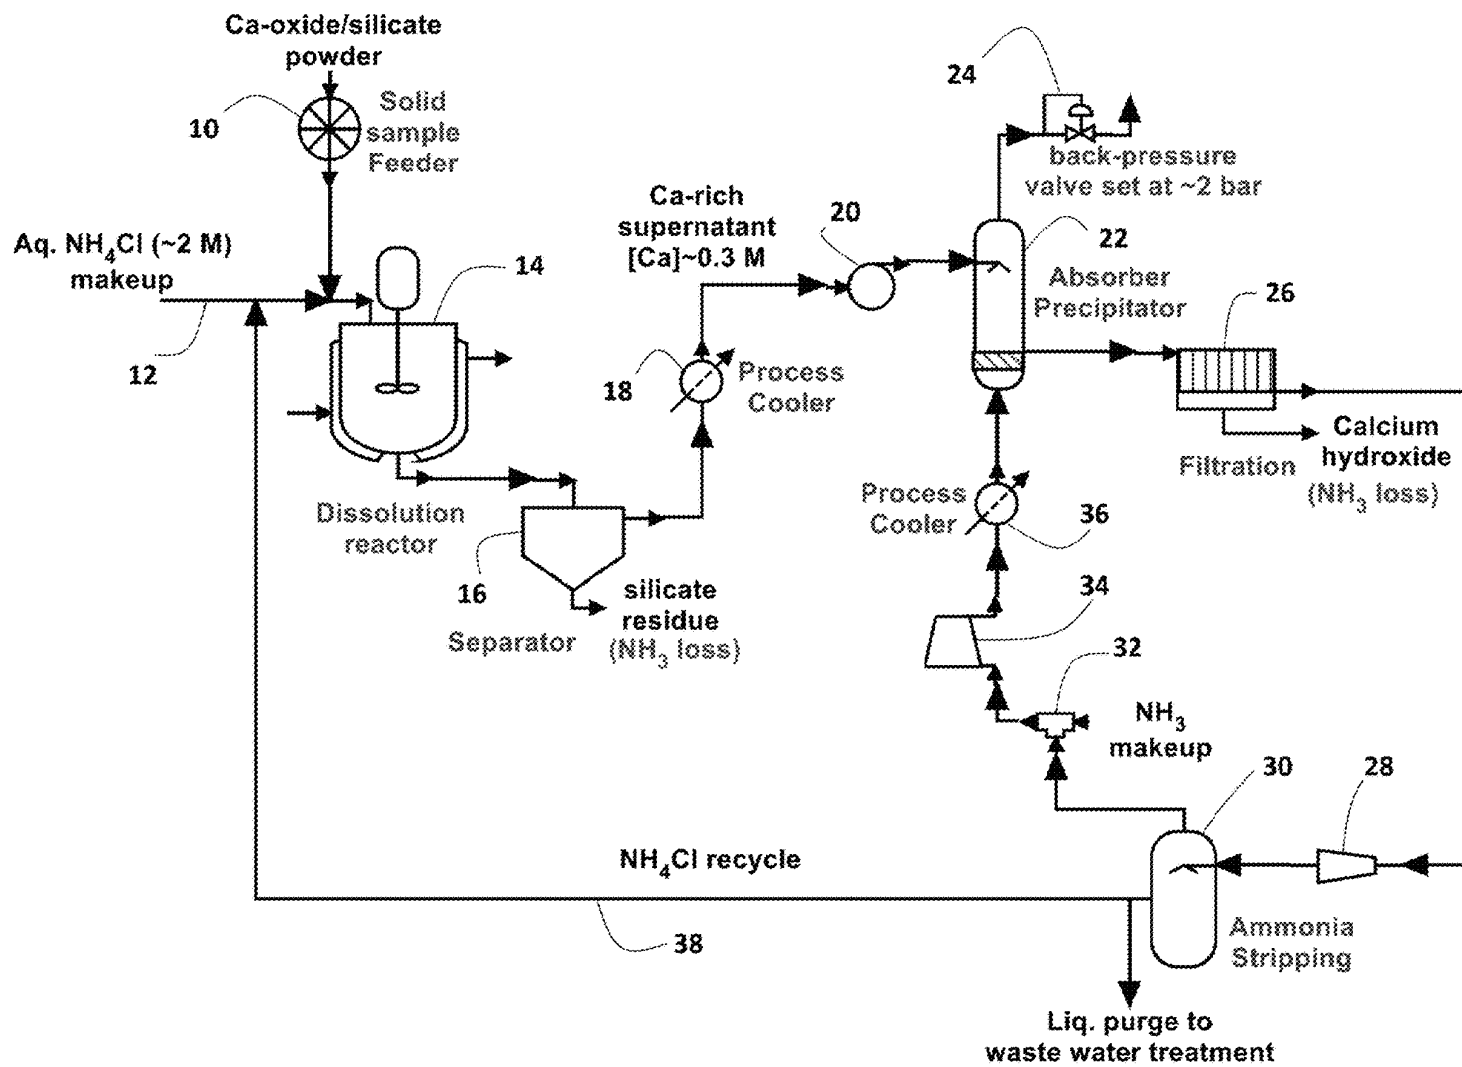 Ca-oxide/silicate
powder
10
Solid
sample
Feeder
24
back-pressure
valve set at ~2 bar
Aq. NH4Cl (~2 M)
makeup
12
14
Ca-rich
supernatant
[Ca]~0.3 M
20
22
Absorber
Precipitator
26
18
Process
Cooler
Calcium
hydroxide
(NH3 loss)
Filtration
Dissolution
reactor
16
Separator
silicate
residue
(NH3 loss)
Process
Cooler
36
34
32
NH3
makeup
30
28
NH4Cl recycle
38
Ammonia
Stripping
Liq. purge to
waste water treatment